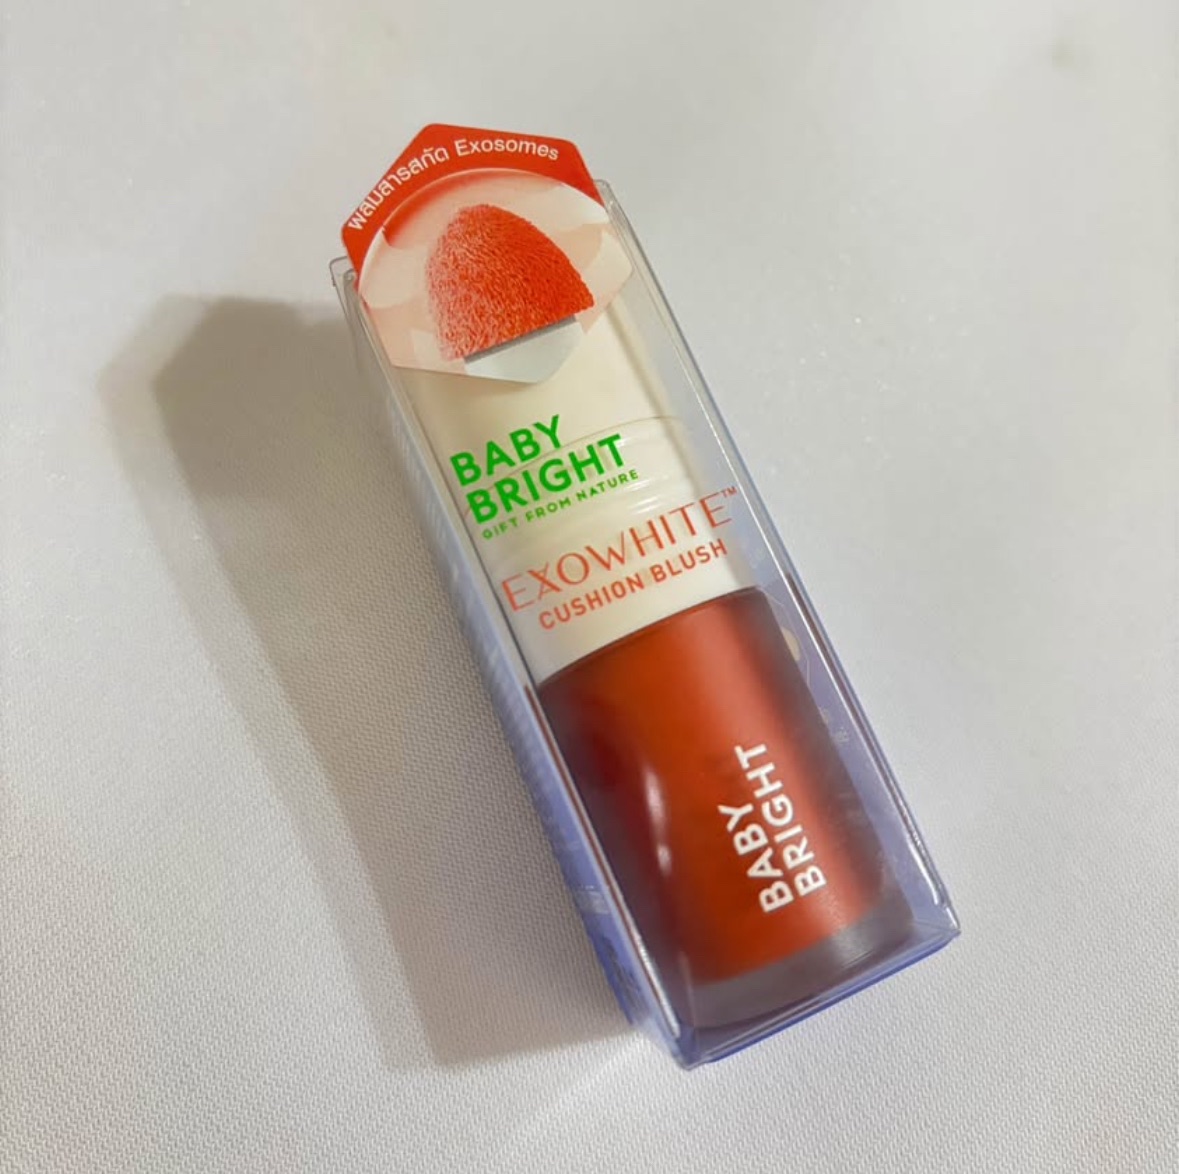 ผสมสารสกัด Exosomes
BABY
BRIGHT
GIFT FROM NATURE
EXOWHITE™
CUSHION BLUSH
BABY
BRIGHT